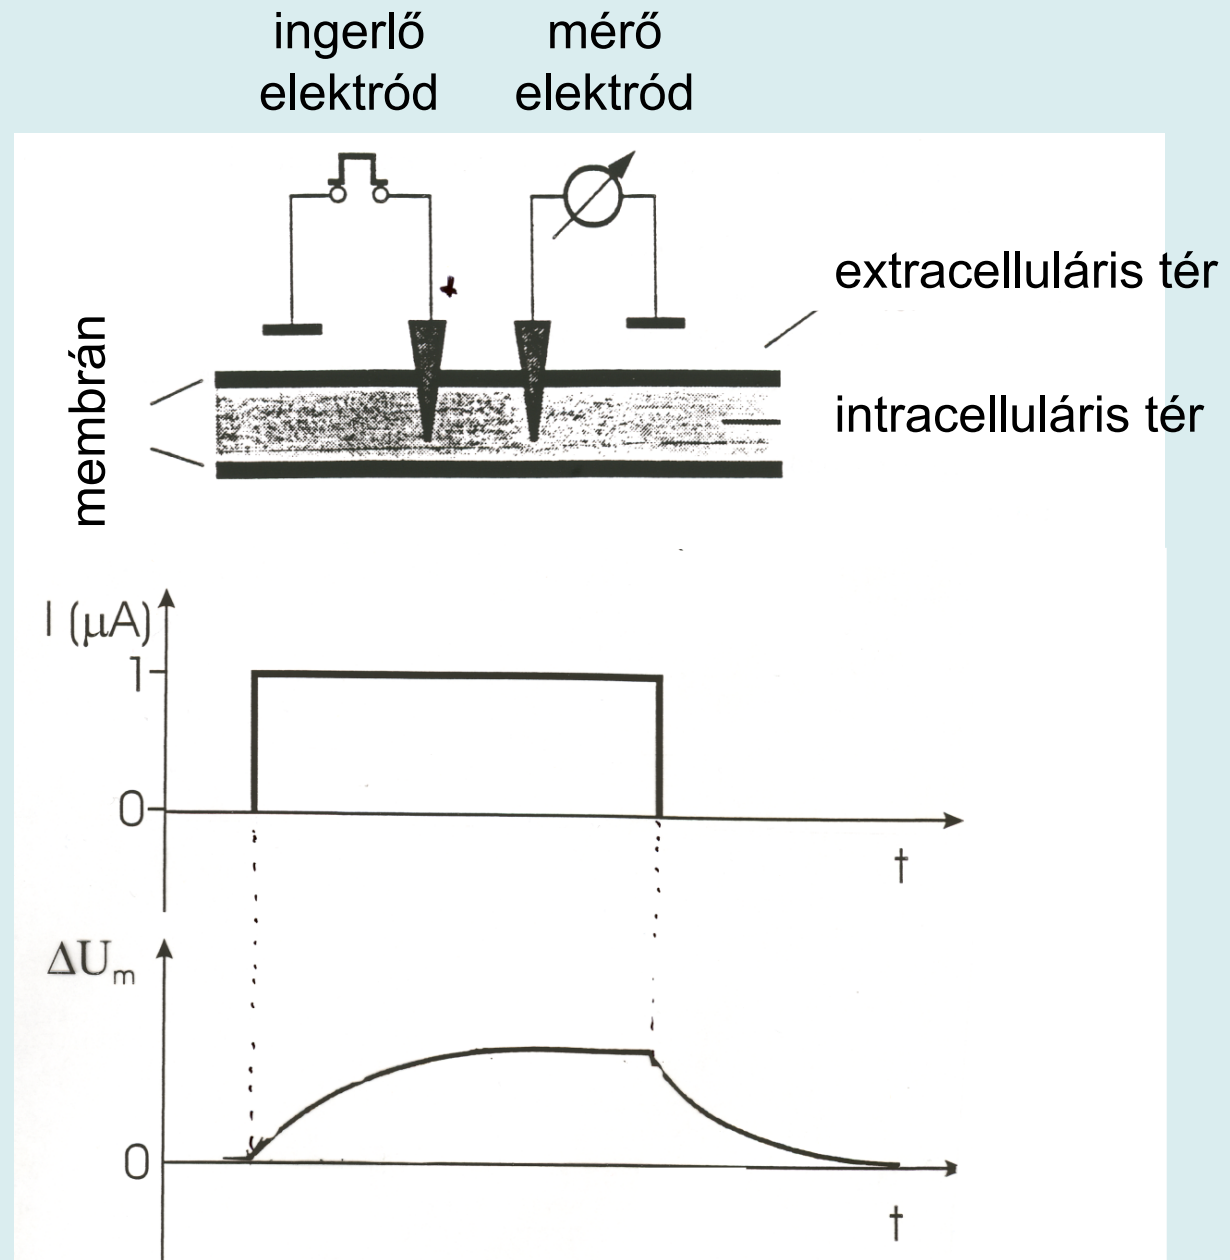 ingerlő
elektród
mérő
elektród
extracelluláris tér
membrán
intracelluláris tér
I (μA)
1
0
t
ΔUₘ
0
t